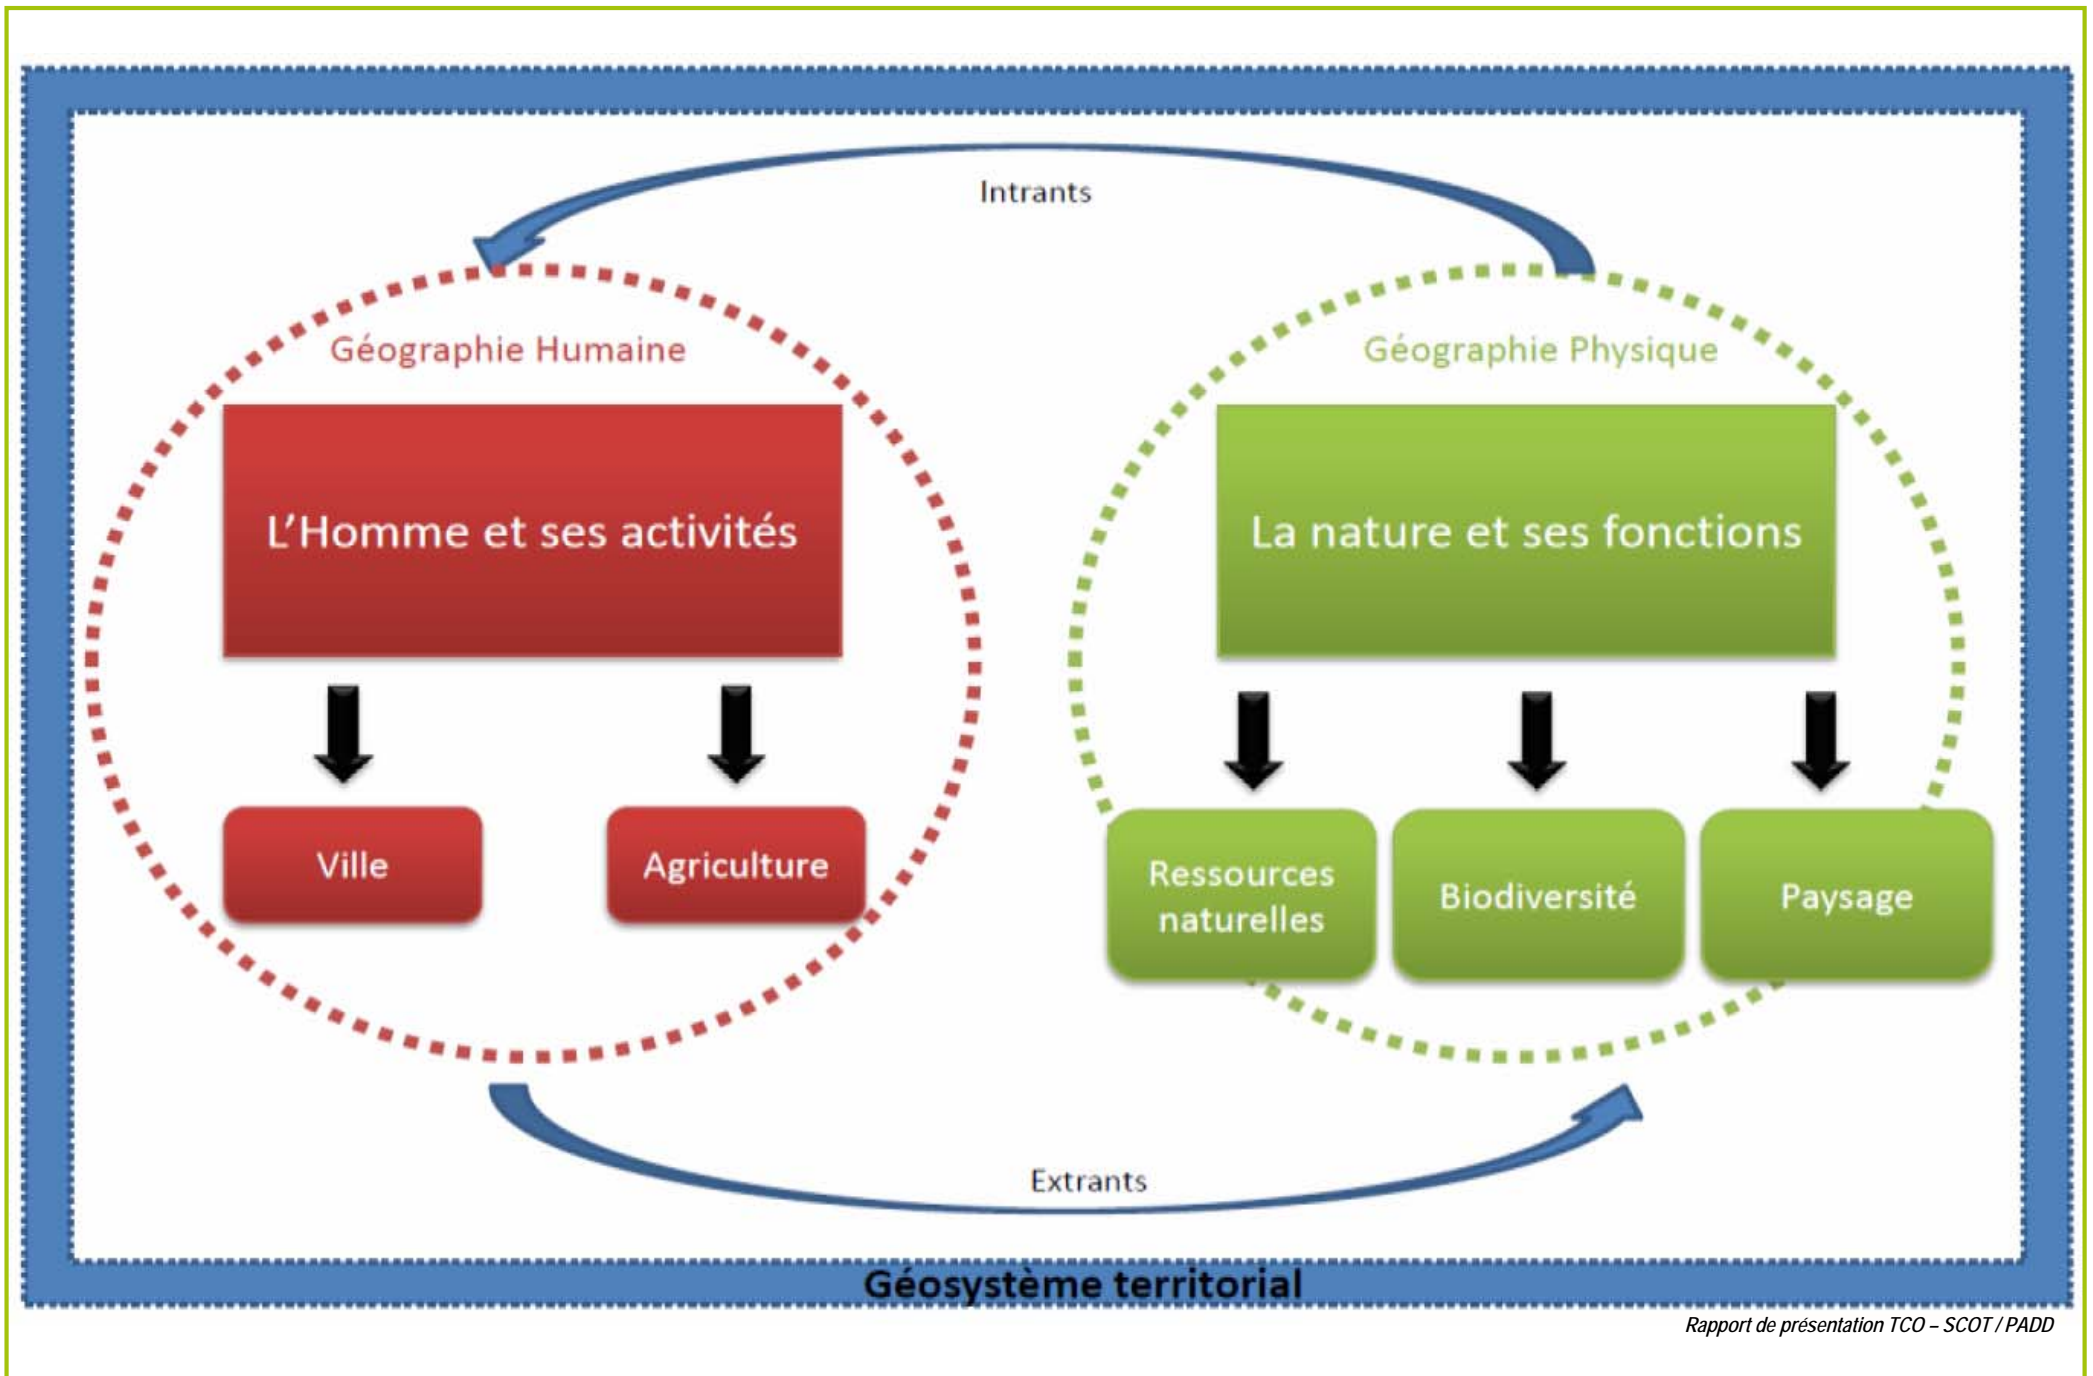 Intrants
Géographie Humaine
L’Homme et ses activités
Ville
Agriculture
Géographie Physique
La nature et ses fonctions
Ressources
naturelles
Biodiversité
Paysage
Extrants
Géosystème territorial
Rapport de présentation TCO – SCOT / PADD